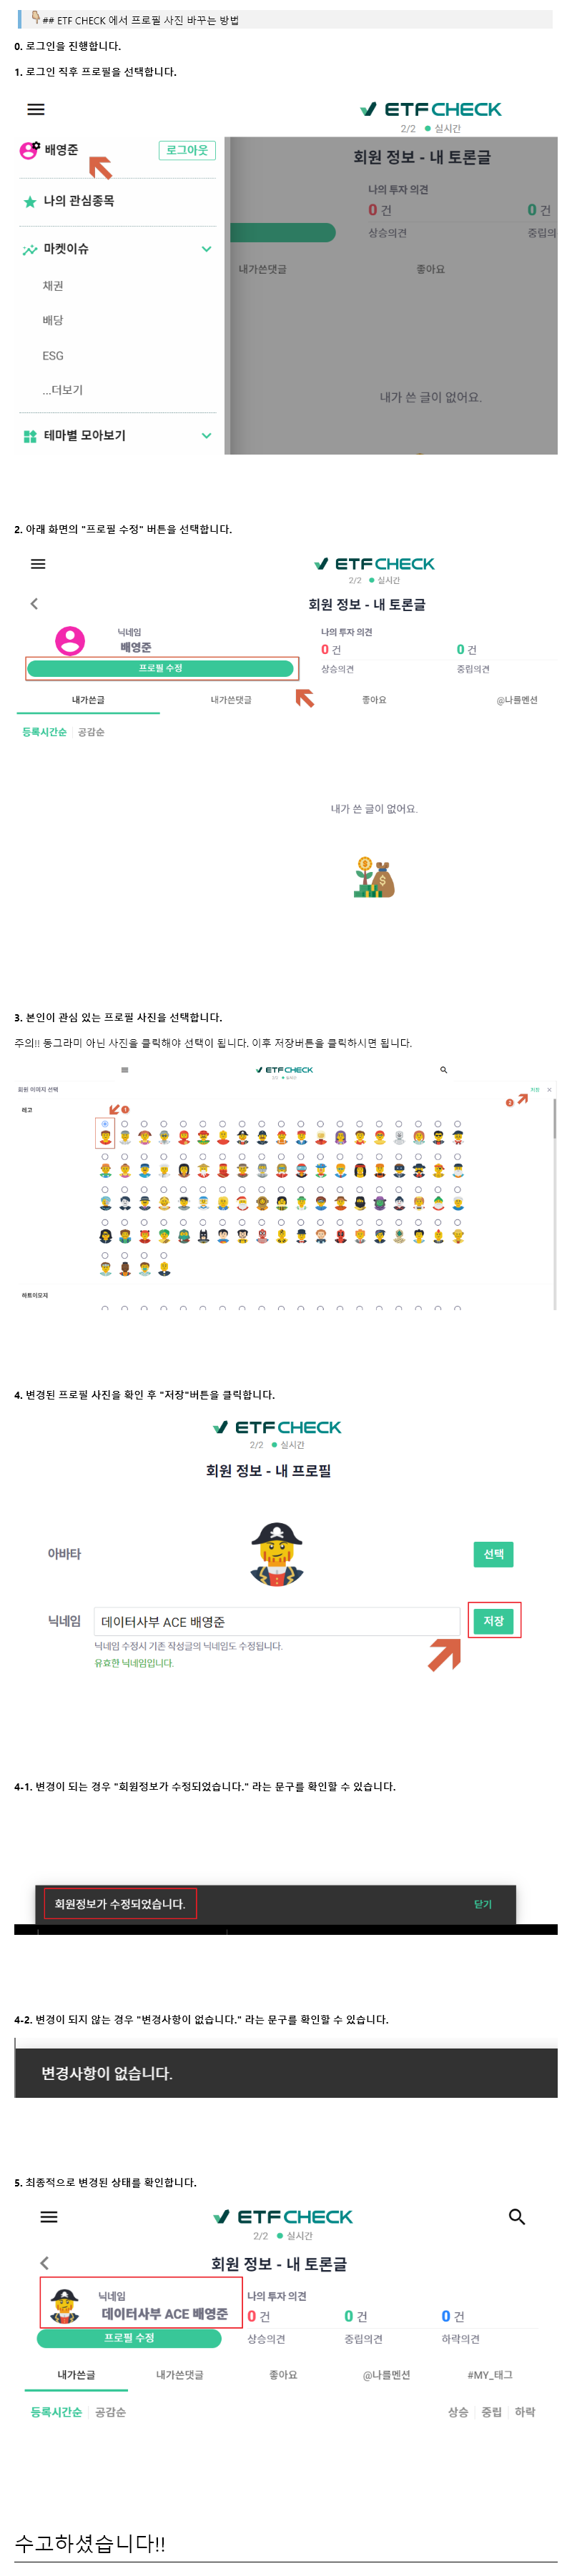 ## ETF CHECK 에서 프로필 사진 바꾸는 방법
0. 로그인을 진행합니다.
1. 로그인 직후 프로필을 선택합니다.
ETFCHECK
2/2 실시간
배영준 로그아웃
회원 정보 - 내 토론글
나의 투자 의견
0 건 0 건
상승의견 중립의
나의 관심종목
마켓이슈
내가쓴댓글 좋아요
채권
배당
ESG
...더보기
내가 쓴 글이 없어요.
테마별 모아보기
2. 아래 화면의 "프로필 수정" 버튼을 선택합니다.
ETFCHECK
2/2 실시간
회원 정보 - 내 토론글
닉네임
배영준
프로필 수정
나의 투자 의견
0 건 0 건
상승의견 중립의견
내가쓴글 내가쓴댓글 좋아요 @나를멘션
등록시간순 공감순
내가 쓴 글이 없어요.
3. 본인이 관심 있는 프로필 사진을 선택합니다.
주의!! 동그라미 아닌 사진을 클릭해야 선택이 됩니다. 이후 저장버튼을 클릭하시면 됩니다.
ETFCHECK
회원 이미지 선택
레고
1
2
하트이모지
4. 변경된 프로필 사진을 확인 후 "저장"버튼을 클릭합니다.
ETFCHECK
2/2 실시간
회원 정보 - 내 프로필
아바타 선택
닉네임 데이터사부 ACE 배영준 저장
닉네임 수정시 기존 작성글의 닉네임도 수정됩니다.
유효한 닉네임입니다.
4-1. 변경이 되는 경우 "회원정보가 수정되었습니다." 라는 문구를 확인할 수 있습니다.
회원정보가 수정되었습니다. 닫기
4-2. 변경이 되지 않는 경우 "변경사항이 없습니다." 라는 문구를 확인할 수 있습니다.
변경사항이 없습니다.
5. 최종적으로 변경된 상태를 확인합니다.
ETFCHECK
2/2 실시간
회원 정보 - 내 토론글
닉네임
데이터사부 ACE 배영준
프로필 수정
나의 투자 의견
0 건 0 건 0 건
상승의견 중립의견 하락의견
내가쓴글 내가쓴댓글 좋아요 @나를멘션 #MY_태그
등록시간순 공감순 상승 중립 하락
수고하셨습니다!!